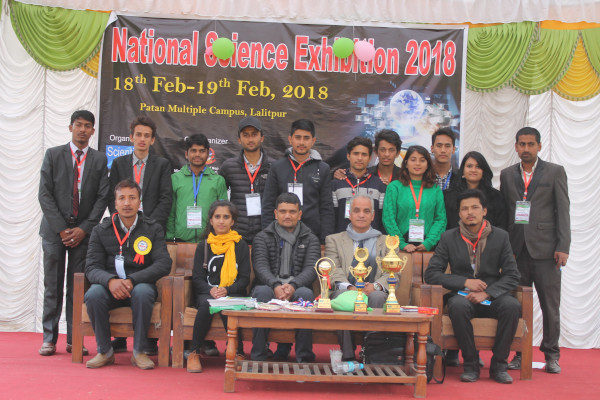 National Science Exhibition 2018
18th Feb-19th Feb, 2018
Patan Multiple Campus, Lalitpur